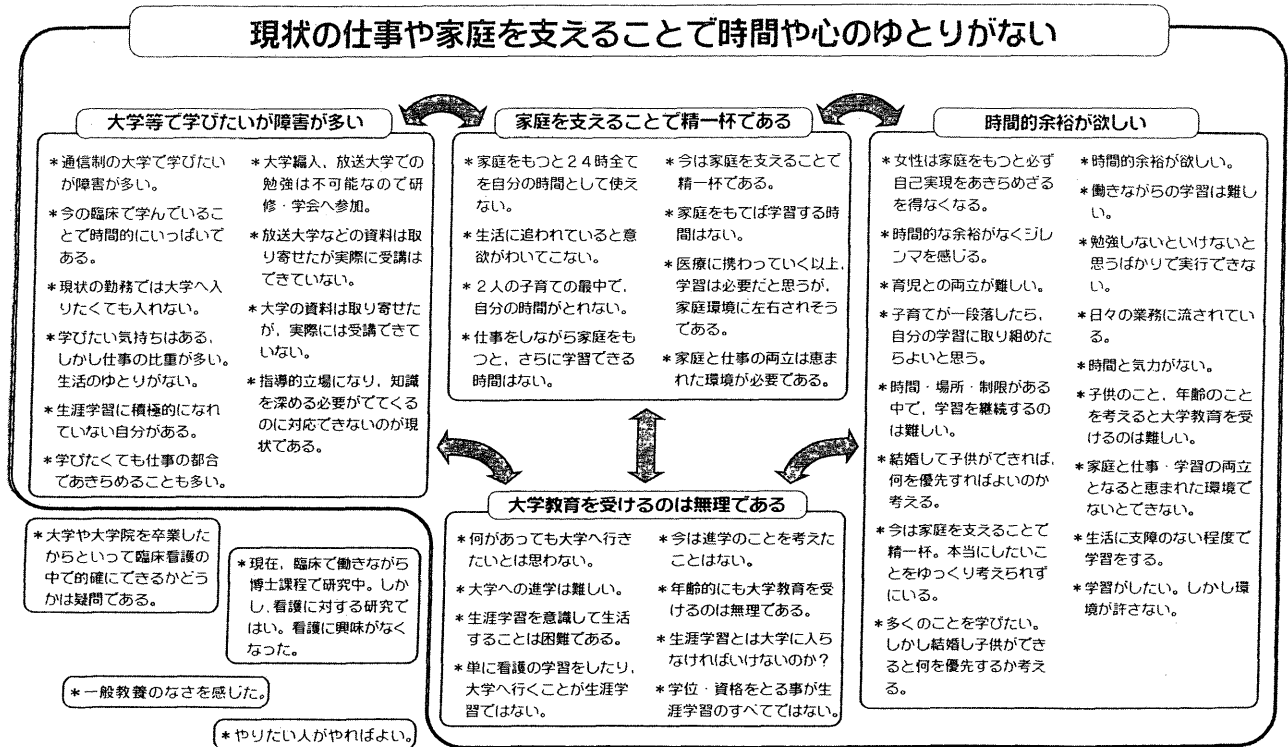 現状の仕事や家庭を支えることで時間や心のゆとりがない
大学等で学びたいが障害が多い
＊通信制の大学で学びたい
が障害が多い。
＊今の臨床で学んでいるこ
とで時間的にいっぱいで
ある。
＊現状の勤務では大学へ入
りたくても入れない。
＊学びたい気持ちはある，
しかし仕事の比重が多い。
生活のゆとりがない。
＊生涯学習に積極的になれ
ていない自分がある。
＊学びたくても仕事の都合
であきらめることも多い。
＊大学編入，放送大学での
勉強は不可能なので研
修・学会へ参加。
＊放送大学などの資料は取
り寄せたが実際に受講は
できていない。
＊大学の資料は取り寄せた
が，実際には受講できて
いない。
＊指導的立場になり，知識
を深める必要がでてくる
のに対応できないのが現
状である。
家庭を支えることで精一杯である
＊家庭をもつと２４時全て
を自分の時間として使え
ない。
＊生活に追われていると意
欲がわいてこない。
＊２人の子育ての最中で，
自分の時間がとれない。
＊仕事をしながら家庭をも
つと，さらに学習できる
時間はない。
＊今は家庭を支えることで
精一杯である。
＊家庭をもてば学習する時
間はない。
＊医療に携わっていく以上，
学習は必要だと思うが，
家庭環境に左右されそう
である。
＊家庭と仕事の両立は恵ま
れた環境が必要である。
時間的余裕が欲しい
＊女性は家庭をもつと必ず
自己実現をあきらめざる
を得なくなる。
＊時間的な余裕がなくジレ
ンマを感じる。
＊育児との両立が難しい。
＊子育てが一段落したら，
自分の学習に取り組めた
らよいと思う。
＊時間・場所・制限がある
中で，学習を継続するの
は難しい。
＊結婚して子供ができれば，
何を優先すればよいのか
考える。
＊今は家庭を支えることで
精一杯。本当にしたいこ
とをゆっくり考えられず
にいる。
＊多くのことを学びたい。
しかし結婚し子供ができ
ると何を優先するか考え
る。
＊時間的余裕が欲しい。
＊働きながらの学習は難し
い。
＊勉強しないといけないと
思うばかりで実行できな
い。
＊日々の業務に流されてい
る。
＊時間と気力がない。
＊子供のこと，年齢のこと
を考えると大学教育を受
けるのは難しい。
＊家庭と仕事・学習の両立
となると恵まれた環境で
ないとできない。
＊生活に支障のない程度で
学習をする。
＊学習がしたい。しかし環
境が許さない。
大学教育を受けるのは無理である
＊何があっても大学へ行き
たいとは思わない。
＊大学への進学は難しい。
＊生涯学習を意識して生活
することは困難である。
＊単に看護の学習をしたり，
大学へ行くことが生涯学
習ではない。
＊今は進学のことを考えた
ことはない。
＊年齢的にも大学教育を受
けるのは無理である。
＊生涯学習とは大学に入ら
なければいけないのか？
＊学位・資格をとる事が生
涯学習のすべてではない。
＊大学や大学院を卒業した
からといって臨床看護の
中で的確にできるかどう
かは疑問である。
＊現在，臨床で働きながら
博士課程で研究中。しか
し，看護に対する研究で
はい。看護に興味がなく
なった。
＊一般教養のなさを感じた。
＊やりたい人がやればよい。